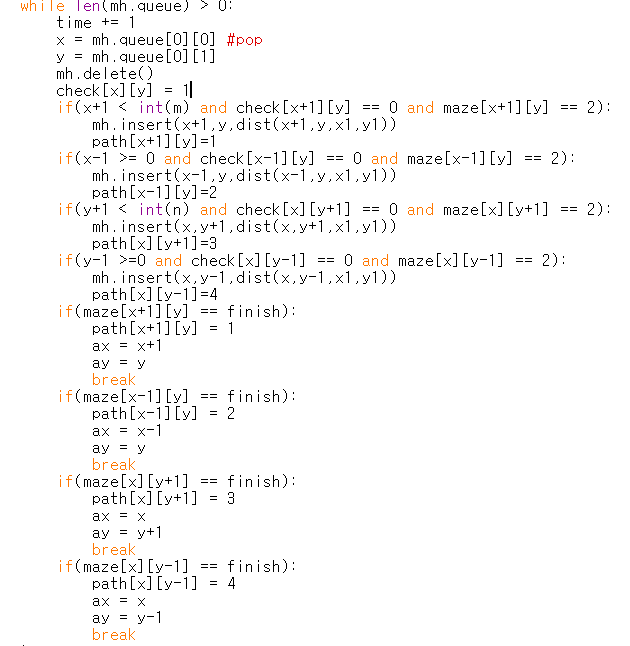 while len(mh.queue) > 0:
    time += 1
    x = mh.queue[0][0] #pop
    y = mh.queue[0][1]
    mh.delete()
    check[x][y] = 1
    if(x+1 < int(m) and check[x+1][y] == 0 and maze[x+1][y] == 2):
        mh.insert(x+1,y,dist(x+1,y,x1,y1))
        path[x+1][y]=1
    if(x-1 >= 0 and check[x-1][y] == 0 and maze[x-1][y] == 2):
        mh.insert(x-1,y,dist(x-1,y,x1,y1))
        path[x-1][y]=2
    if(y+1 < int(n) and check[x][y+1] == 0 and maze[x][y+1] == 2):
        mh.insert(x,y+1,dist(x,y+1,x1,y1))
        path[x][y+1]=3
    if(y-1 >=0 and check[x][y-1] == 0 and maze[x][y-1] == 2):
        mh.insert(x,y-1,dist(x,y-1,x1,y1))
        path[x][y-1]=4
    if(maze[x+1][y] == finish):
        path[x+1][y] = 1
        ax = x+1
        ay = y
        break
    if(maze[x-1][y] == finish):
        path[x-1][y] = 2
        ax = x-1
        ay = y
        break
    if(maze[x][y+1] == finish):
        path[x][y+1] = 3
        ax = x
        ay = y+1
        break
    if(maze[x][y-1] == finish):
        path[x][y-1] = 4
        ax = x
        ay = y-1
        break